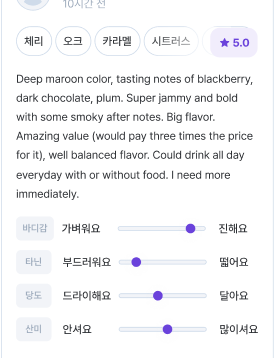 10시간 전
체리 오크 카라멜 시트러스 ★ 5.0
Deep maroon color, tasting notes of blackberry,
dark chocolate, plum. Super jammy and bold
with some smoky after notes. Big flavor.
Amazing value (would pay three times the price
for it), well balanced flavor. Could drink all day
everyday with or without food. I need more
immediately.
바디감 가벼워요 진해요
타닌 부드러워요 떫어요
당도 드라이해요 달아요
산미 안셔요 많이셔요